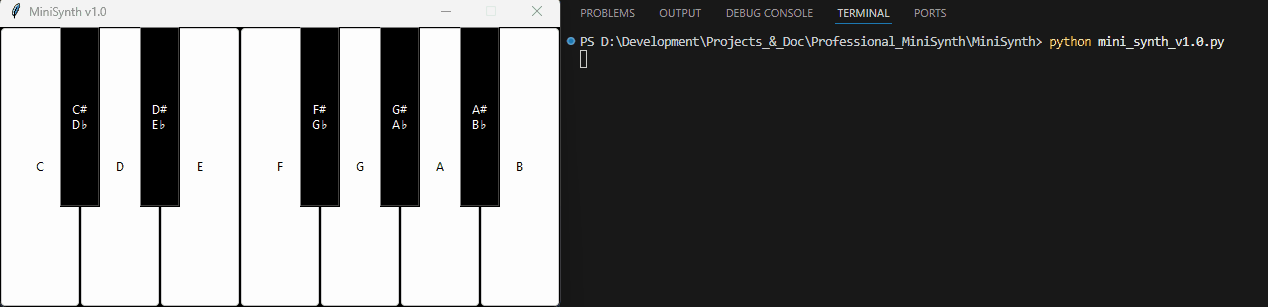 MiniSynth v1.0
C#
D♭
D#
E♭
F#
G♭
G#
A♭
A#
B♭
C D E F G A B
PROBLEMS OUTPUT DEBUG CONSOLE TERMINAL PORTS
PS D:\Development\Projects_&_Doc\Professional_MiniSynth\MiniSynth> python mini_synth_v1.0.py